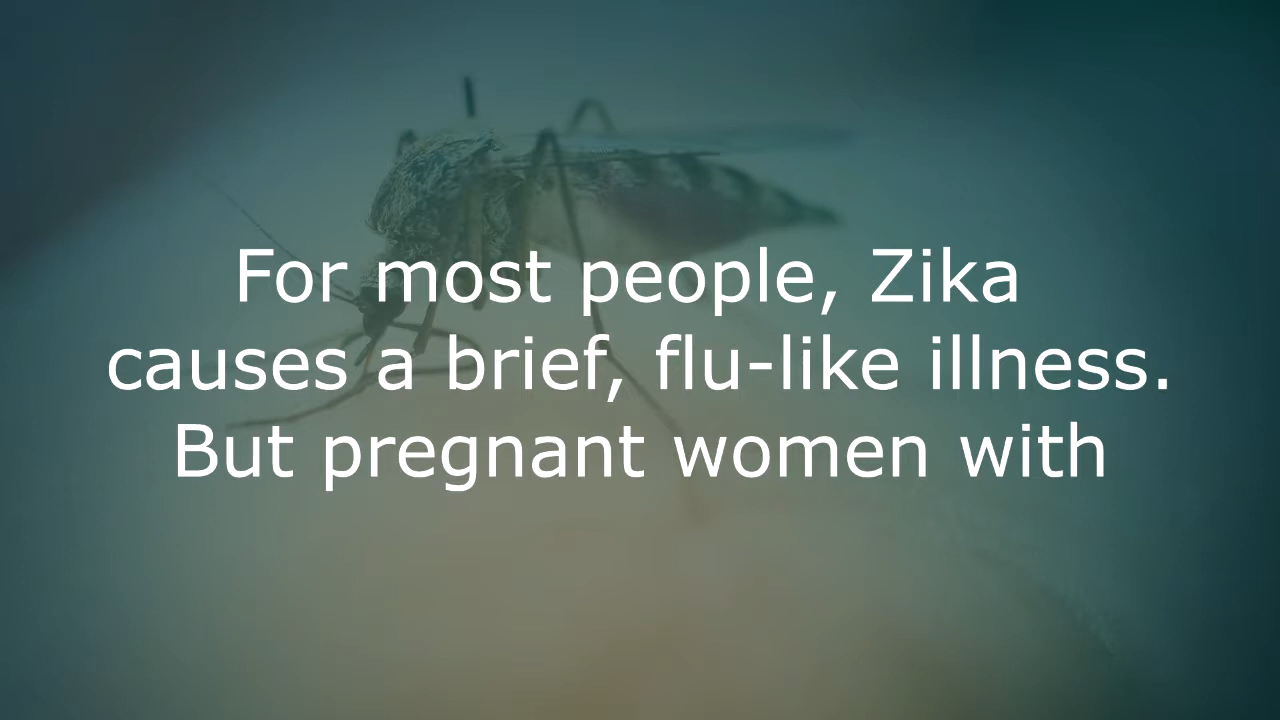 For most people, Zika
causes a brief, flu-like illness.
But pregnant women with